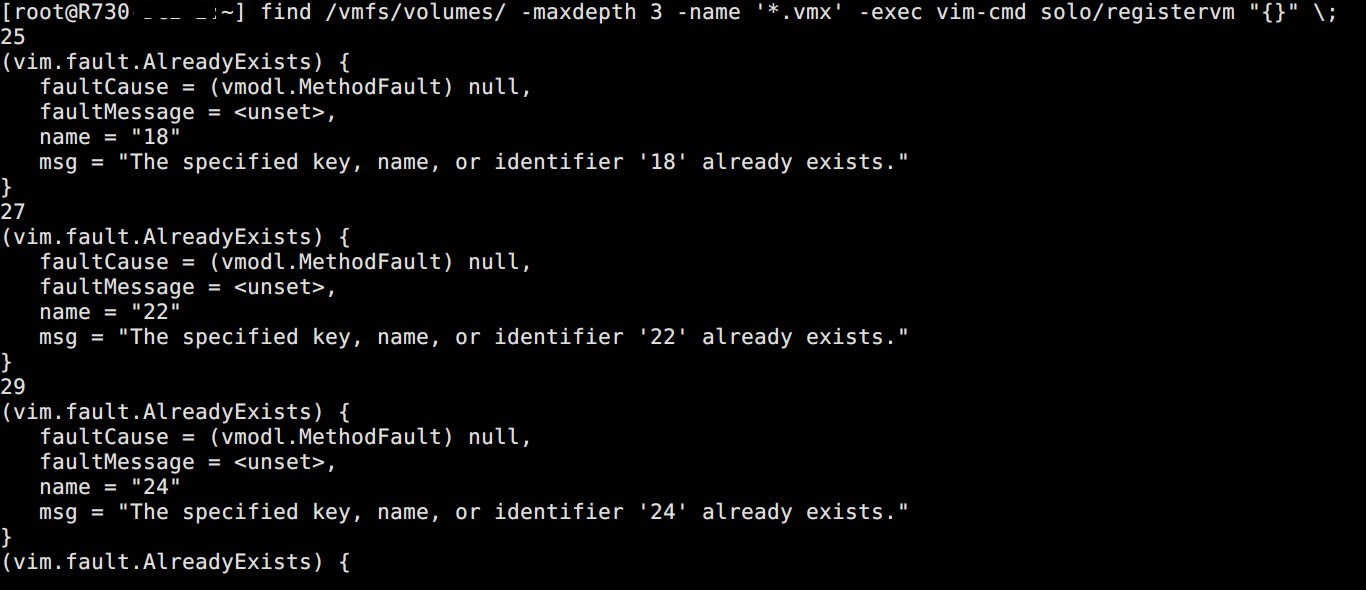 [root@R730 :~] find /vmfs/volumes/ -maxdepth 3 -name '*.vmx' -exec vim-cmd solo/registervm "{}" \;
25
(vim.fault.AlreadyExists) {
   faultCause = (vmodl.MethodFault) null,
   faultMessage = <unset>,
   name = "18"
   msg = "The specified key, name, or identifier '18' already exists."
}
27
(vim.fault.AlreadyExists) {
   faultCause = (vmodl.MethodFault) null,
   faultMessage = <unset>,
   name = "22"
   msg = "The specified key, name, or identifier '22' already exists."
}
29
(vim.fault.AlreadyExists) {
   faultCause = (vmodl.MethodFault) null,
   faultMessage = <unset>,
   name = "24"
   msg = "The specified key, name, or identifier '24' already exists."
}
(vim.fault.AlreadyExists) {